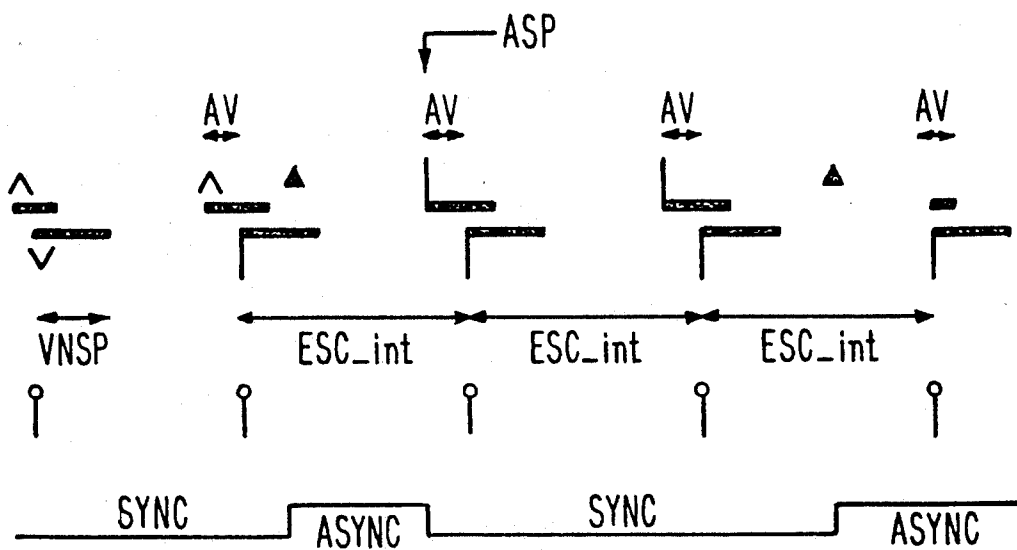 ASP
AV AV AV AV
VNSP ESC_int ESC_int ESC_int
SYNC ASYNC SYNC ASYNC